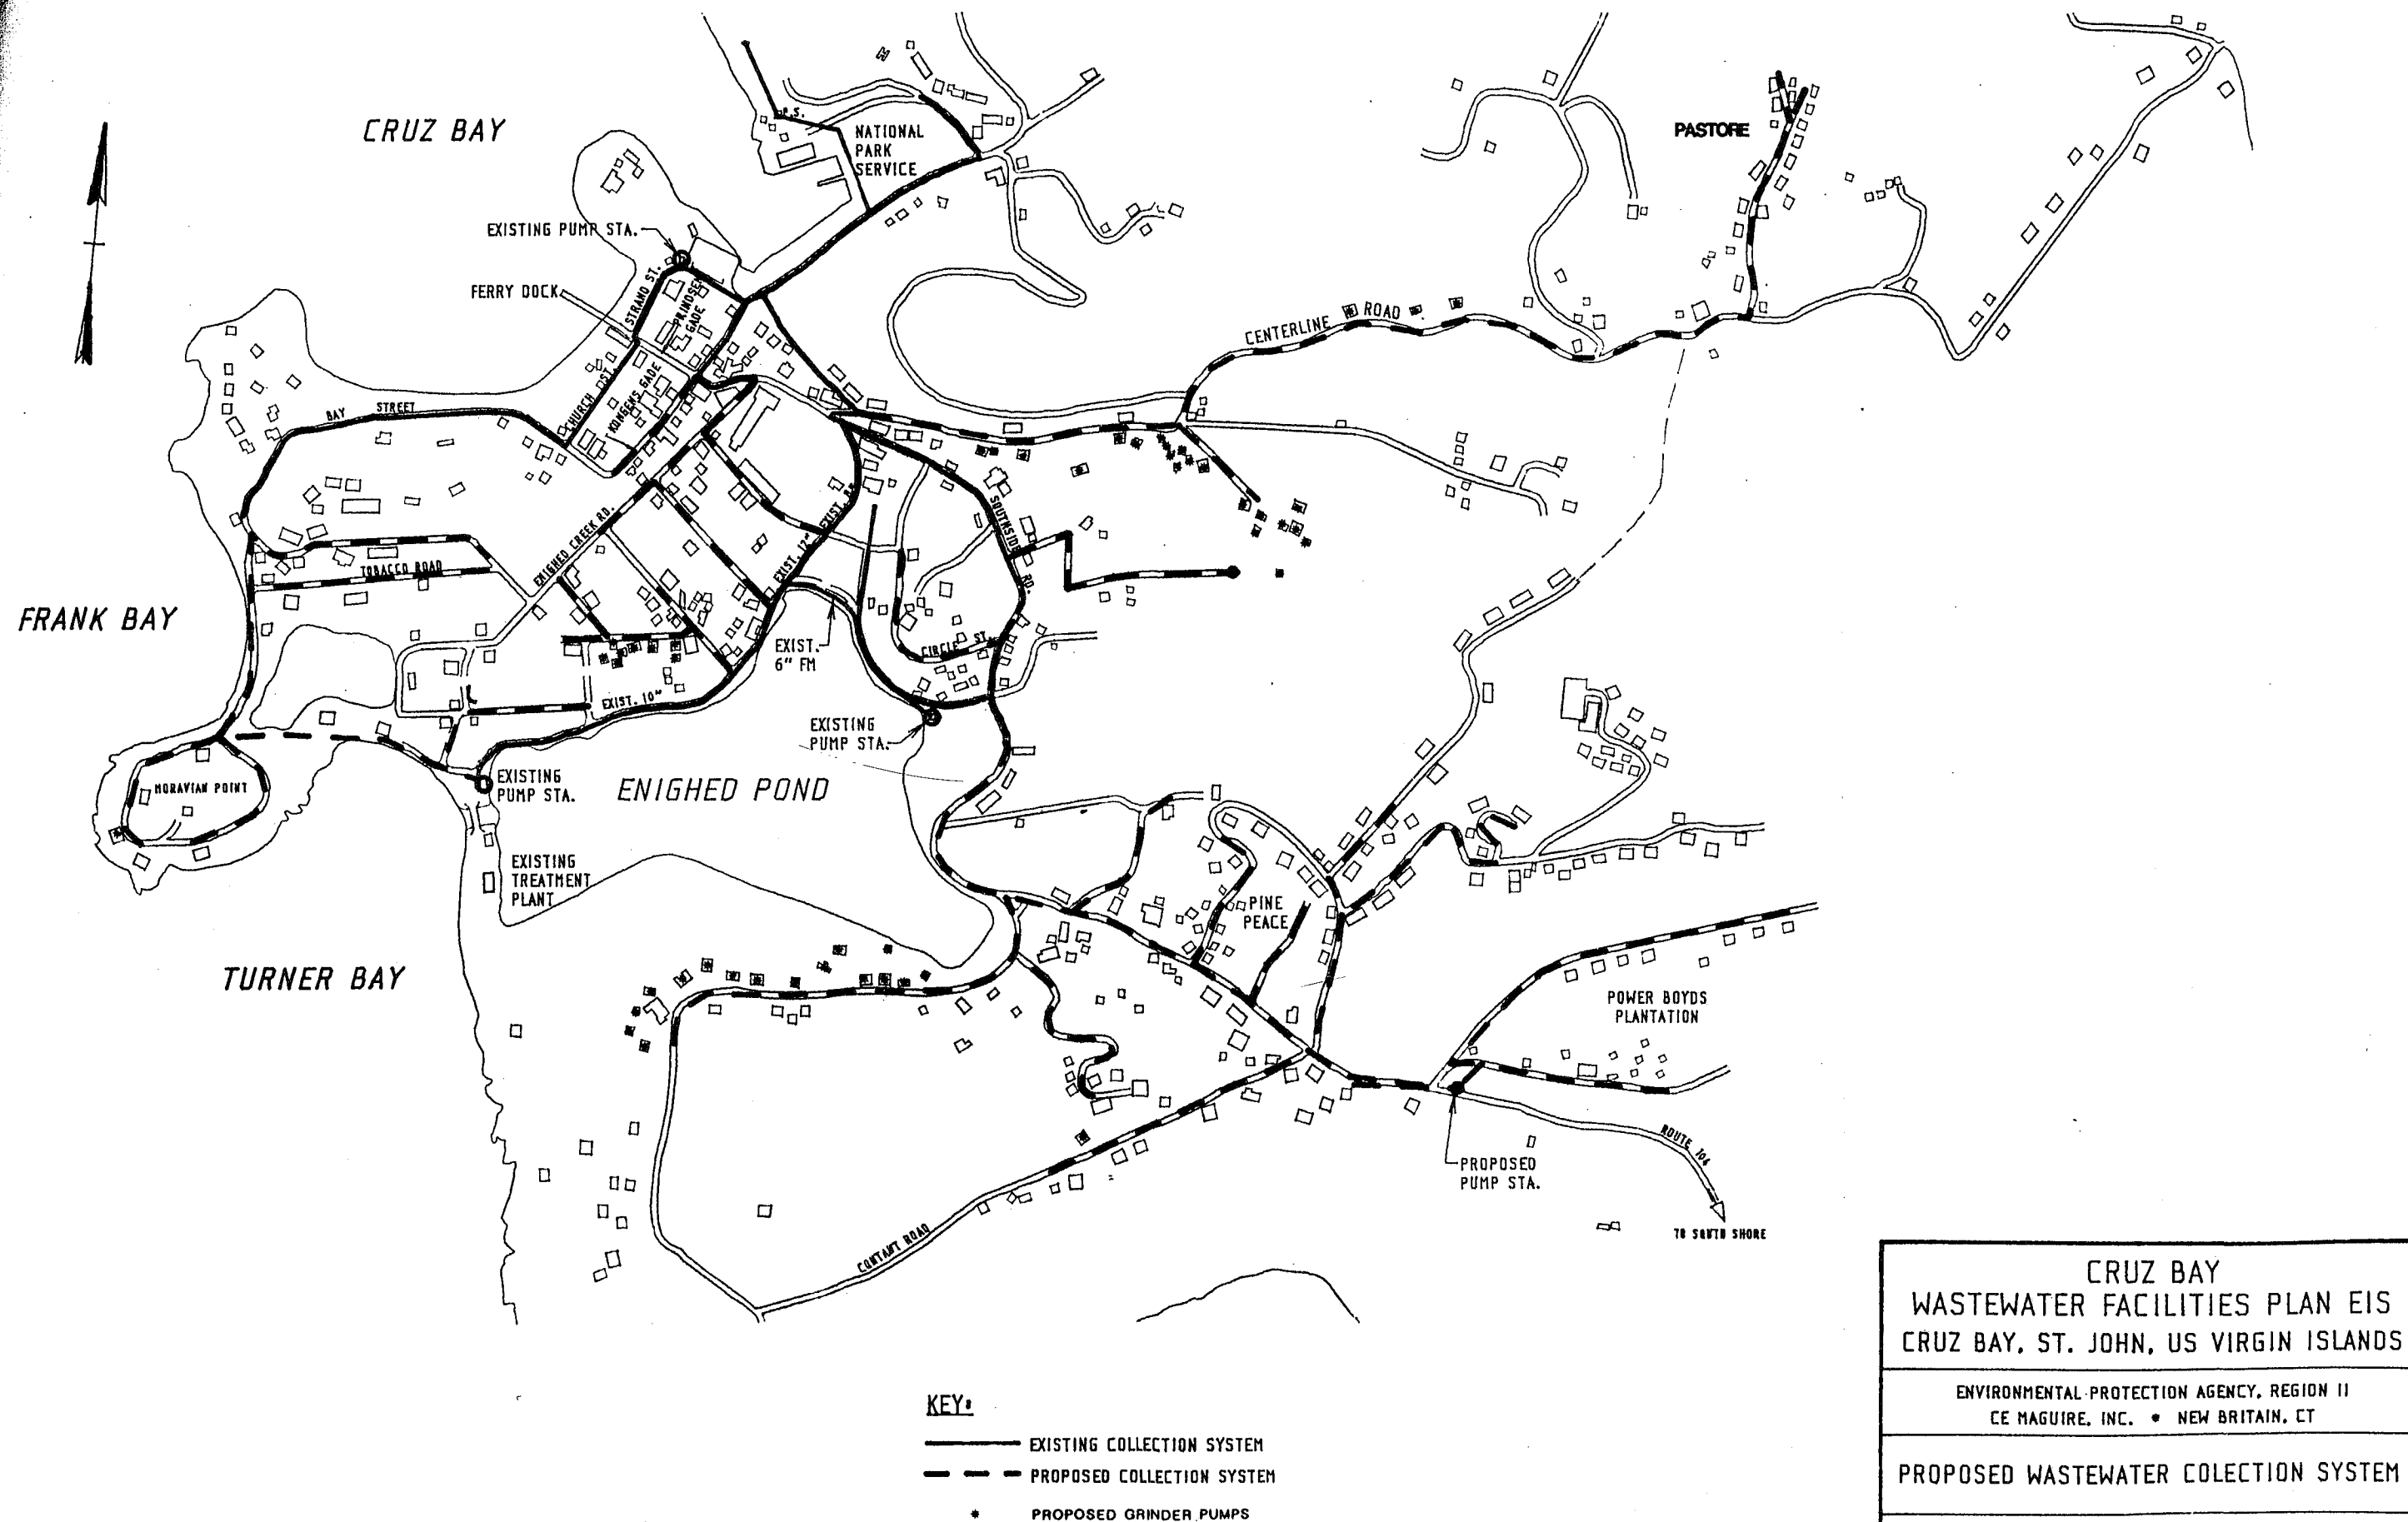 CRUZ BAY
P.S.
NATIONAL
PARK
SERVICE
PASTORE
EXISTING PUMP STA.
FERRY DOCK
STRAND ST.
PRINDSEN
GADE
CENTERLINE ROAD
CHURCH ST.
KONGENS GADE
BAY STREET
SOUTHSIDE
RD.
ENIGHED CREEK RD.
EXIST. 12"
EXIST. 8"
TOBACCO ROAD
FRANK BAY
EXIST.
6" FM
CIRCLE ST.
EXIST. 10"
EXISTING
PUMP STA.
MORAVIAN POINT
EXISTING
PUMP STA.
ENIGHED POND
EXISTING
TREATMENT
PLANT
PINE
PEACE
TURNER BAY
POWER BOYDS
PLANTATION
ROUTE 104
PROPOSED
PUMP STA.
CONTANT ROAD
TO SOUTH SHORE
CRUZ BAY
WASTEWATER FACILITIES PLAN EIS
CRUZ BAY, ST. JOHN, US VIRGIN ISLANDS
ENVIRONMENTAL PROTECTION AGENCY, REGION II
CE MAGUIRE, INC. * NEW BRITAIN, CT
PROPOSED WASTEWATER COLECTION SYSTEM
KEY:
EXISTING COLLECTION SYSTEM
PROPOSED COLLECTION SYSTEM
* PROPOSED GRINDER PUMPS